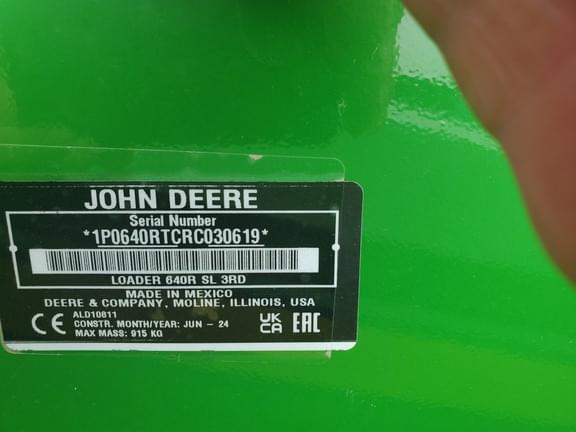 JOHN DEERE
Serial Number
*1P0640RTCRC030619*
LOADER 640R SL 3RD
MADE IN MEXICO
DEERE & COMPANY, MOLINE, ILLINOIS, USA
ALD10811
CONSTR. MONTH/YEAR: JUN - 24
MAX MASS: 915 KG
CE
UK
CA
EAC